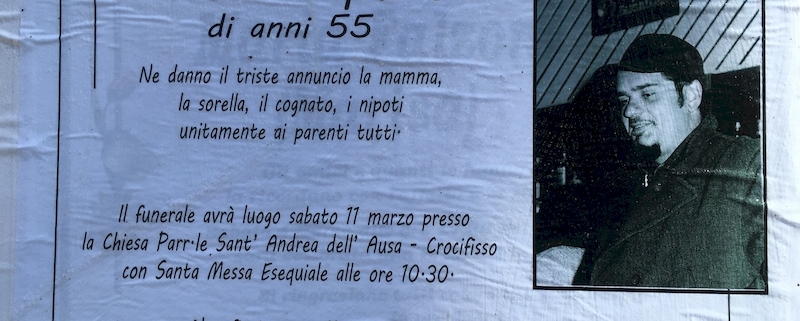 di anni 55
Ne danno il triste annuncio la mamma,
la sorella, il cognato, i nipoti
unitamente ai parenti tutti.
Il funerale avrà luogo sabato 11 marzo presso
la Chiesa Parr.le Sant' Andrea dell' Ausa - Crocifisso
con Santa Messa Esequiale alle ore 10.30.